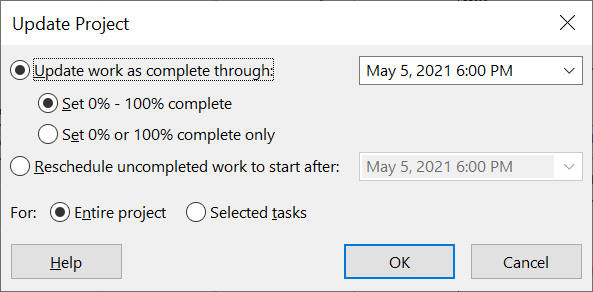 Update Project
Update work as complete through: May 5, 2021 6:00 PM
Set 0% - 100% complete
Set 0% or 100% complete only
Reschedule uncompleted work to start after: May 5, 2021 6:00 PM
For: Entire project Selected tasks
Help OK Cancel